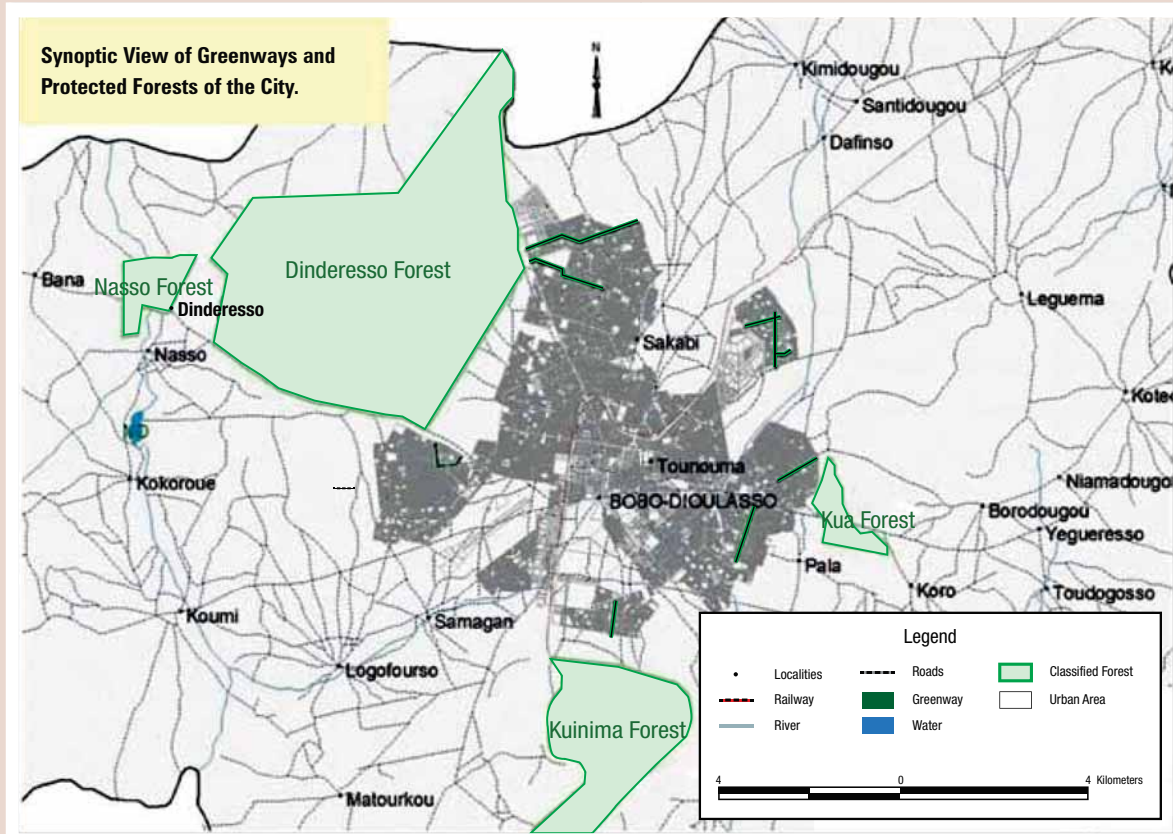 Synoptic View of Greenways and
Protected Forests of the City.
N
Kimidougou
Santidougou
Dafinso
Dinderesso Forest
Bana
Nasso Forest
Dinderesso
Leguema
Nasso
Sakabi
Tounouma
Kokoroue
BOBO-DIOULASSO
Niamadougou
Kua Forest
Borodougou
Yegueresso
Pala
Koro
Toudogosso
Koumi
Samagan
Logofourso
Kuinima Forest
Matourkou
Legend
Localities
Roads
Classified Forest
Railway
Greenway
Urban Area
River
Water
4 0 4 Kilometers